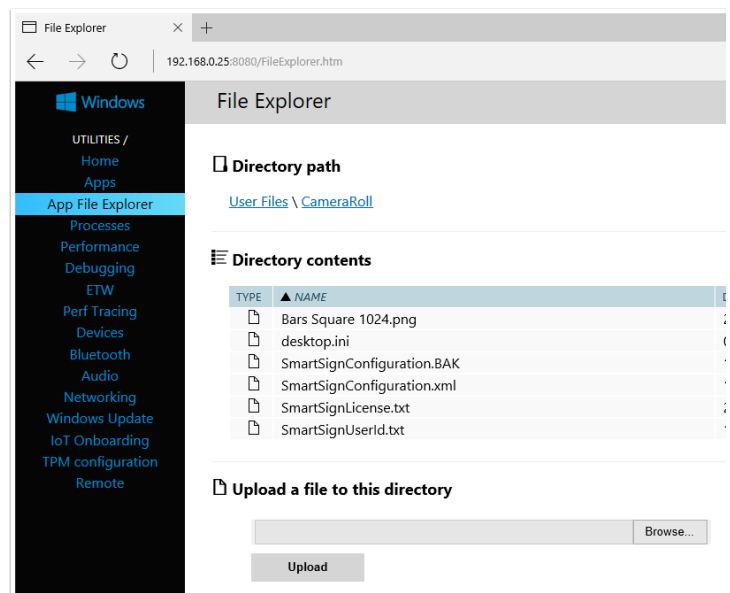 File Explorer
192.168.0.25:8080/FileExplorer.htm
Windows
File Explorer
UTILITIES /
Home
Apps
App File Explorer
Processes
Performance
Debugging
ETW
Perf Tracing
Devices
Bluetooth
Audio
Networking
Windows Update
IoT Onboarding
TPM configuration
Remote
Directory path
User Files \ CameraRoll
Directory contents
TYPE ▲ NAME
Bars Square 1024.png
desktop.ini
SmartSignConfiguration.BAK
SmartSignConfiguration.xml
SmartSignLicense.txt
SmartSignUserId.txt
Upload a file to this directory
Browse...
Upload